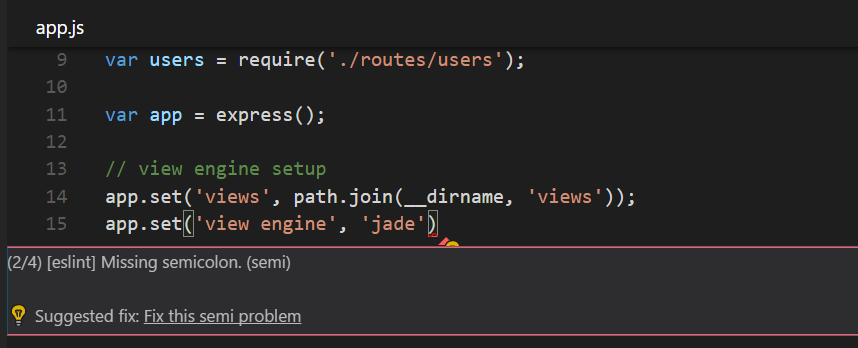 app.js
9 var users = require('./routes/users');
10
11 var app = express();
12
13 // view engine setup
14 app.set('views', path.join(__dirname, 'views'));
15 app.set('view engine', 'jade')
(2/4) [eslint] Missing semicolon. (semi)
Suggested fix: Fix this semi problem